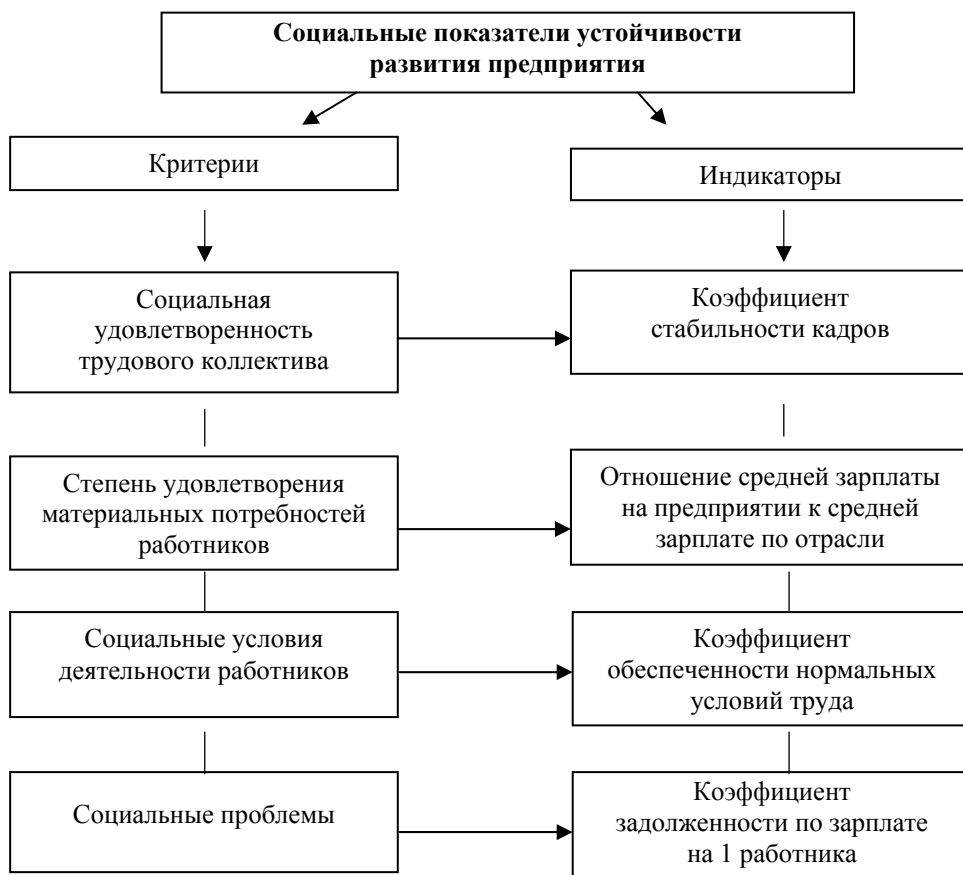 Социальные показатели устойчивости
развития предприятия
Критерии
Индикаторы
Социальная
удовлетворенность
трудового коллектива
Коэффициент
стабильности кадров
Степень удовлетворения
материальных потребностей
работников
Отношение средней зарплаты
на предприятии к средней
зарплате по отрасли
Социальные условия
деятельности работников
Коэффициент
обеспеченности нормальных
условий труда
Социальные проблемы
Коэффициент
задолженности по зарплате
на 1 работника